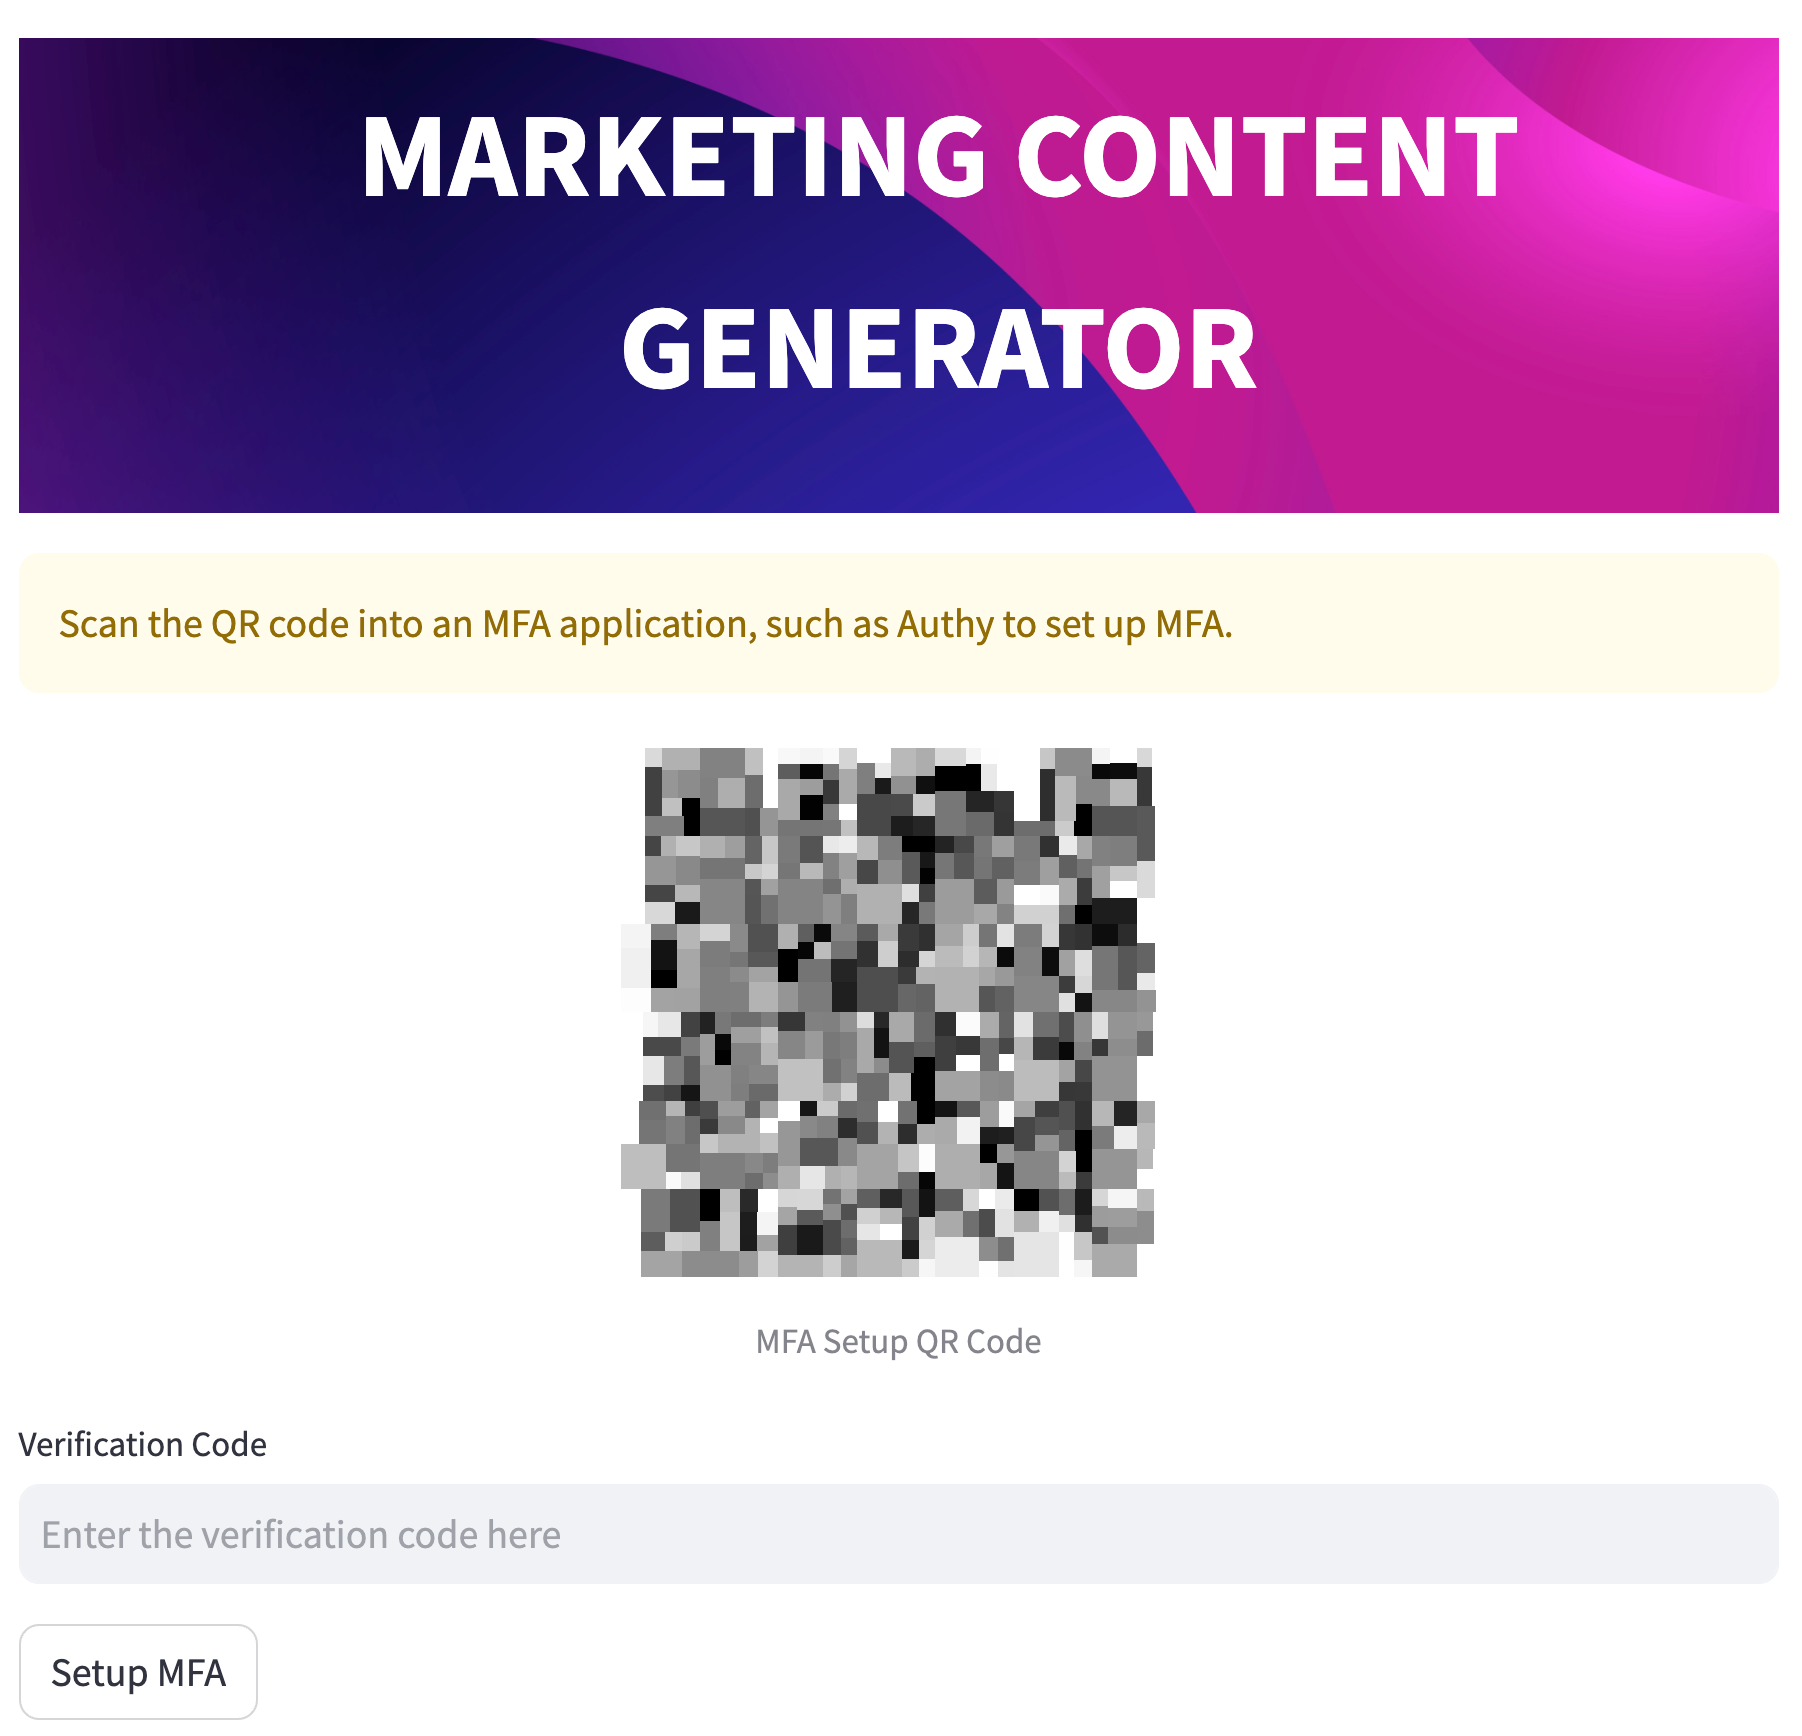 MARKETING CONTENT
GENERATOR
Scan the QR code into an MFA application, such as Authy to set up MFA.
MFA Setup QR Code
Verification Code
Enter the verification code here
Setup MFA